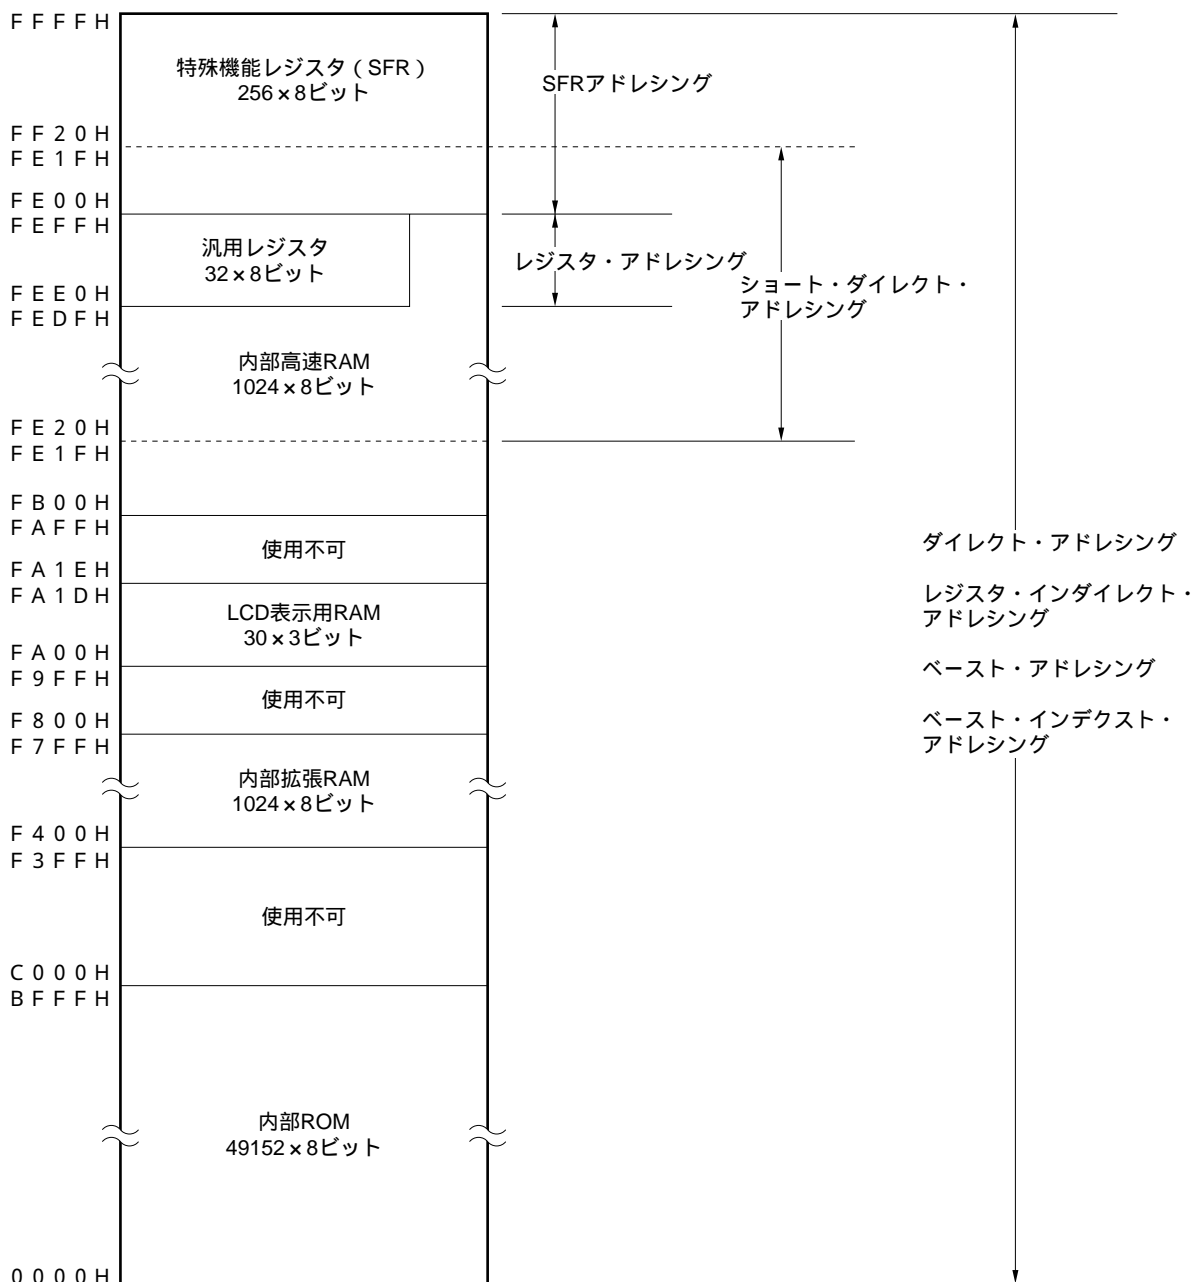 FFFFH
特殊機能レジスタ(SFR)
256×8ビット
SFRアドレシング
FF20H
FE1FH
FE00H
FEFFH
汎用レジスタ
32×8ビット
レジスタ・アドレシング
ショート・ダイレクト・
アドレシング
FEE0H
FEDFH
内部高速RAM
1024×8ビット
FE20H
FE1FH
FB00H
FAFFH
使用不可
FA1EH
FA1DH
LCD表示用RAM
30×3ビット
FA00H
F9FFH
使用不可
F800H
F7FFH
内部拡張RAM
1024×8ビット
F400H
F3FFH
使用不可
C000H
BFFFH
内部ROM
49152×8ビット
0000H
ダイレクト・アドレシング
レジスタ・インダイレクト・
アドレシング
ベースト・アドレシング
ベースト・インデクスト・
アドレシング